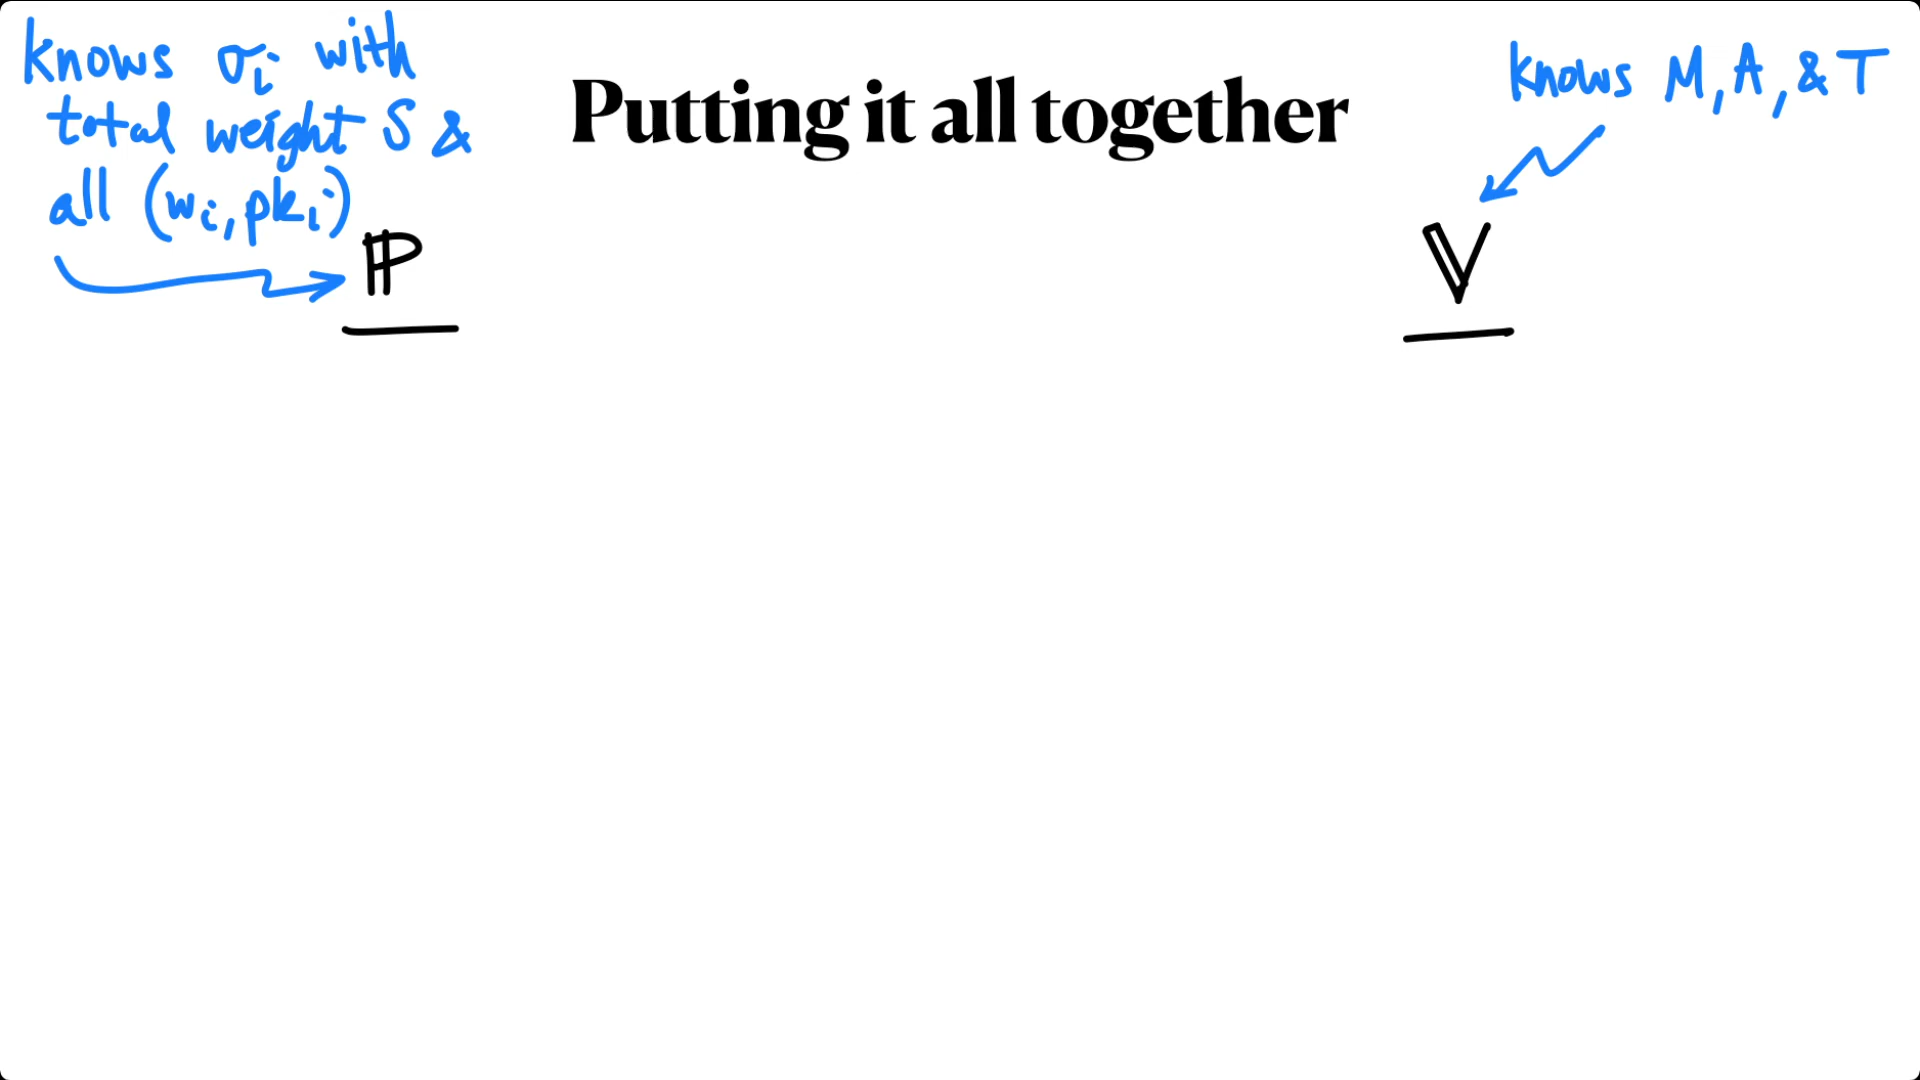 knows σᵢ with
total weight S &
all (wᵢ, pkᵢ)
Putting it all together
knows M, A, & T
ℙ
𝕍